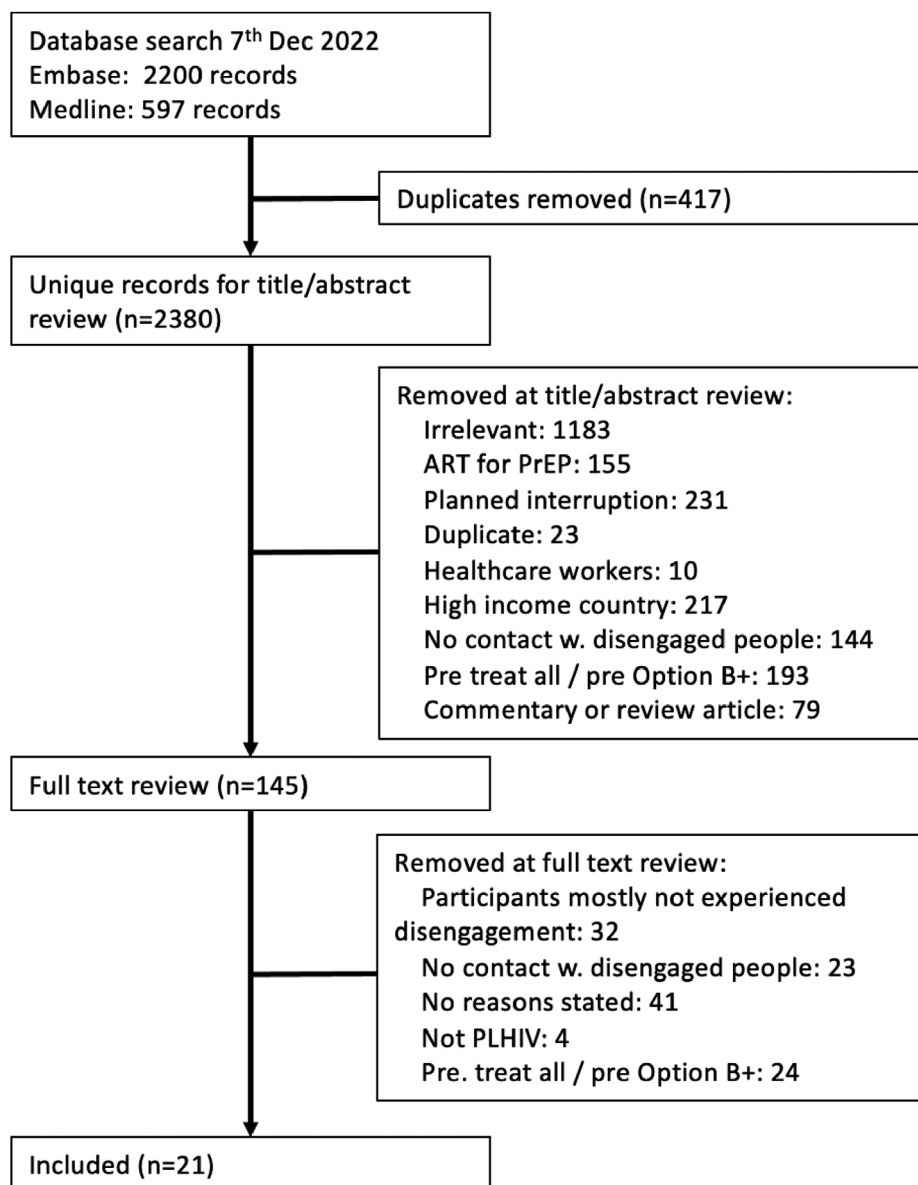 Database search 7th Dec 2022
Embase:  2200 records
Medline: 597 records
Duplicates removed (n=417)
Unique records for title/abstract
review (n=2380)
Removed at title/abstract review:
Irrelevant: 1183
ART for PrEP: 155
Planned interruption: 231
Duplicate: 23
Healthcare workers: 10
High income country: 217
No contact w. disengaged people: 144
Pre treat all / pre Option B+: 193
Commentary or review article: 79
Full text review (n=145)
Removed at full text review:
Participants mostly not experienced
disengagement: 32
No contact w. disengaged people: 23
No reasons stated: 41
Not PLHIV: 4
Pre. treat all / pre Option B+: 24
Included (n=21)